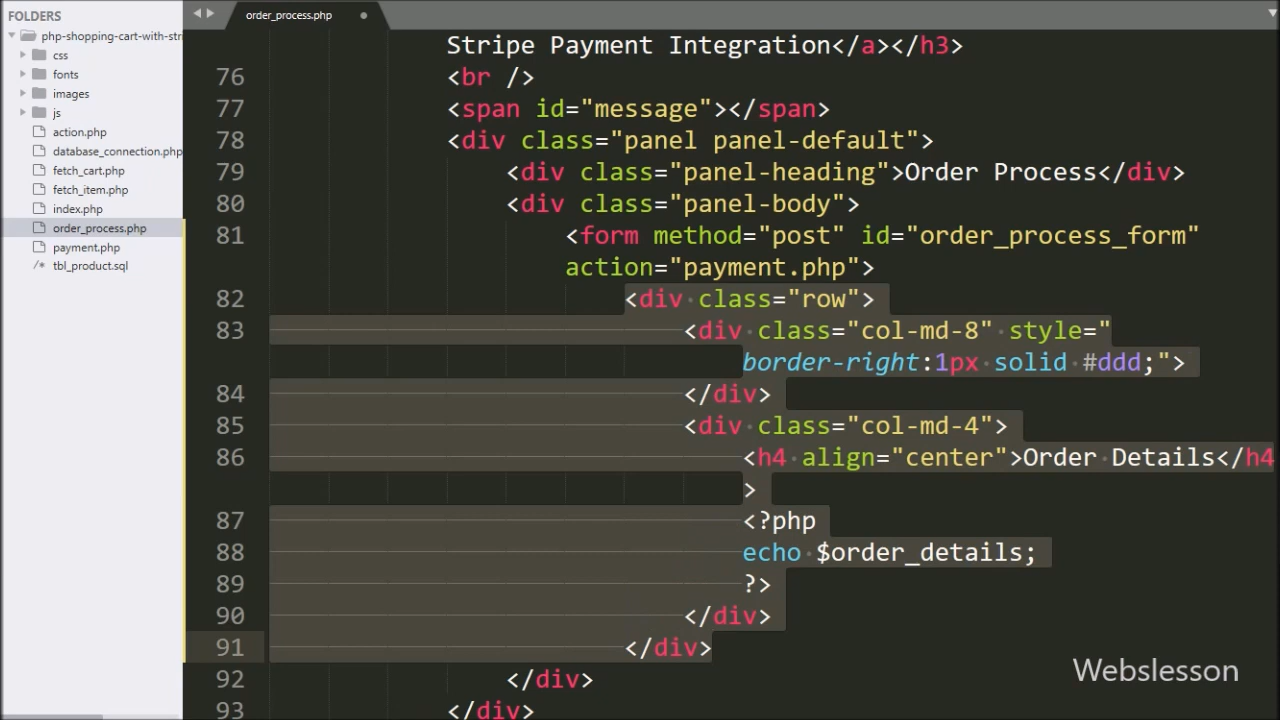 FOLDERS
php-shopping-cart-with-stri
css
fonts
images
js
action.php
database_connection.php
fetch_cart.php
fetch_item.php
index.php
order_process.php
payment.php
/* tbl_product.sql
order_process.php
Stripe Payment Integration</a></h3>
76 <br />
77 <span id="message"></span>
78 <div class="panel panel-default">
79 <div class="panel-heading">Order Process</div>
80 <div class="panel-body">
81 <form method="post" id="order_process_form"
action="payment.php">
82 <div class="row">
83 <div class="col-md-8" style="
border-right:1px solid #ddd;">
84 </div>
85 <div class="col-md-4">
86 <h4 align="center">Order Details</h4
>
87 <?php
88 echo $order_details;
89 ?>
90 </div>
91 </div>
92 </div>
93 </div>
Webslesson